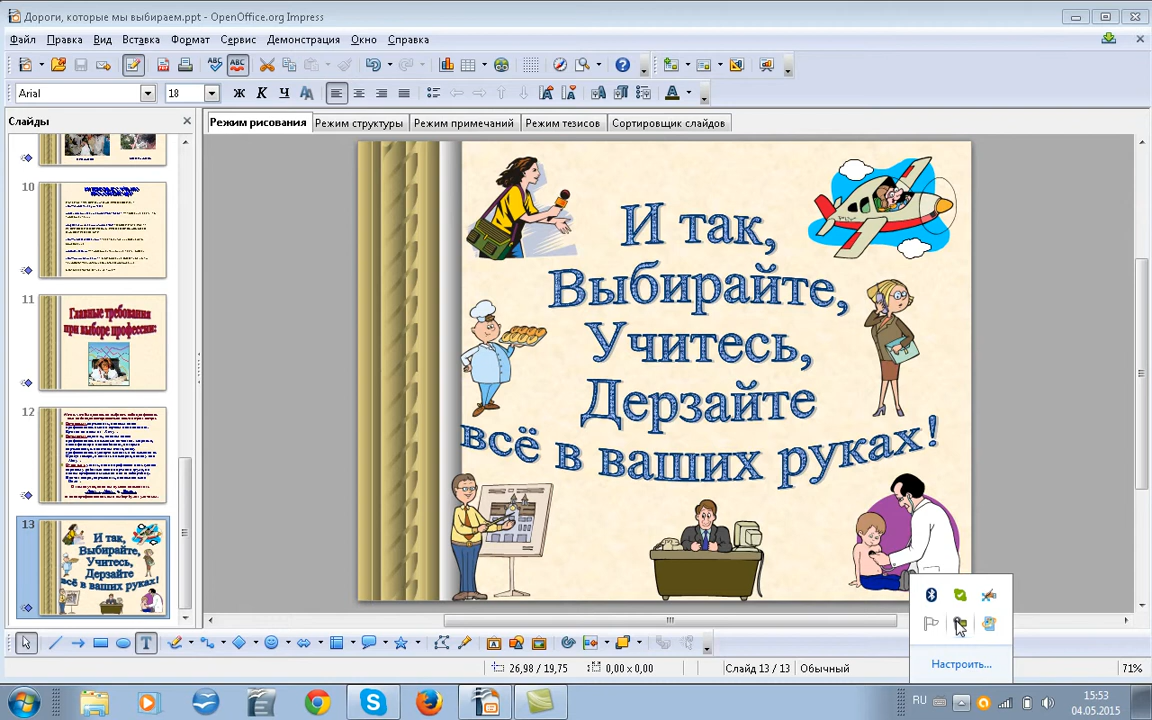 Дороги, которые мы выбираем.ppt - OpenOffice.org Impress
Файл Правка Вид Вставка Формат Сервис Демонстрация Окно Справка
Arial 18
Слайды
Режим рисования Режим структуры Режим примечаний Режим тезисов Сортировщик слайдов
10
11
Главные требования
при выборе профессии:
12
13
И так,
Выбирайте,
Учитесь,
Дерзайте
всё в ваших руках!
И так,
Выбирайте,
Учитесь,
Дерзайте
всё в ваших руках!
Настроить...
26,98 / 19,75 0,00 x 0,00 Слайд 13 / 13 Обычный 71%
RU 15:53
04.05.2015